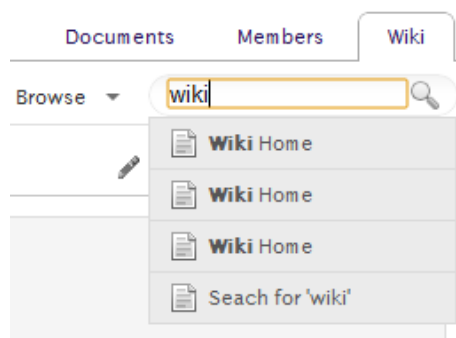 Documents Members Wiki
Browse wiki
Wiki Home
Wiki Home
Wiki Home
Seach for 'wiki'